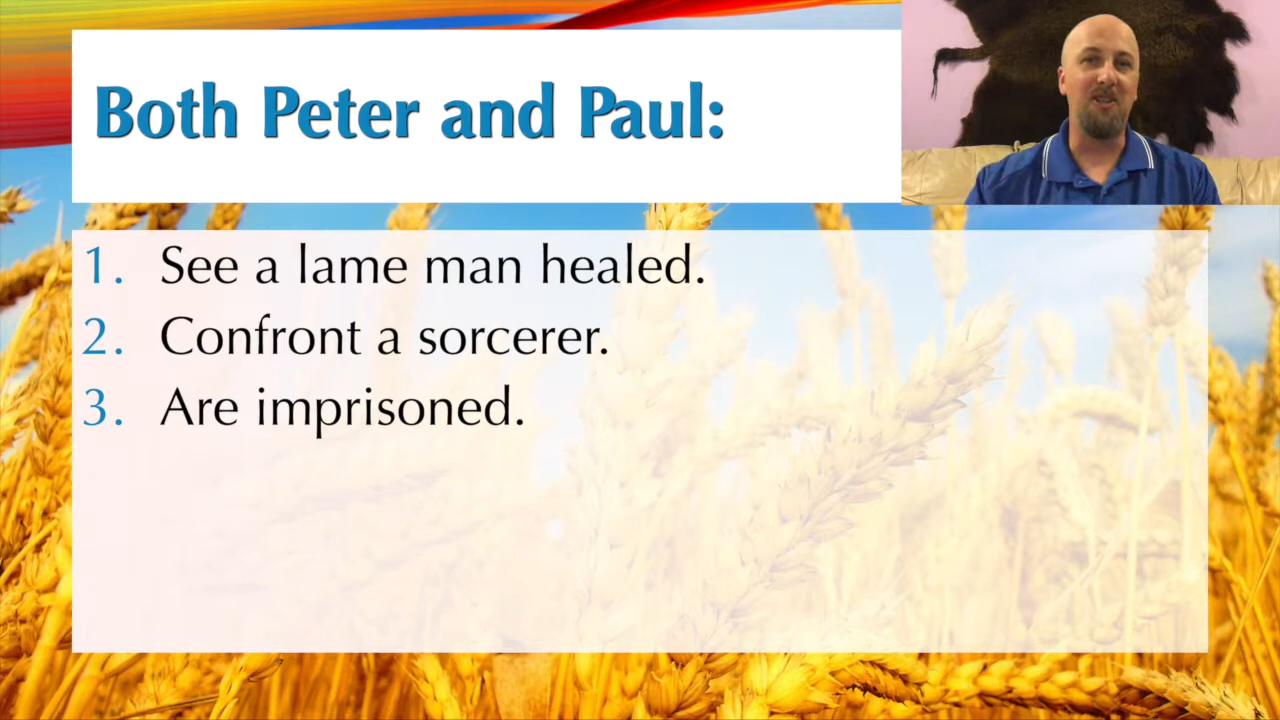 Both Peter and Paul:
1. See a lame man healed.
2. Confront a sorcerer.
3. Are imprisoned.